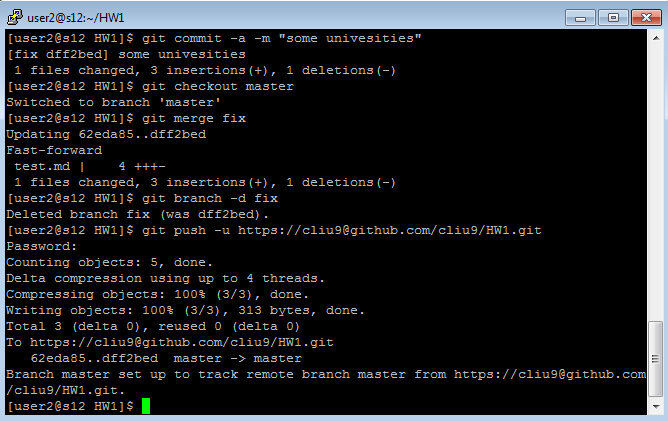 user2@s12:~/HW1
[user2@s12 HW1]$ git commit -a -m "some univesities"
[fix dff2bed] some univesities
 1 files changed, 3 insertions(+), 1 deletions(-)
[user2@s12 HW1]$ git checkout master
Switched to branch 'master'
[user2@s12 HW1]$ git merge fix
Updating 62eda85..dff2bed
Fast-forward
 test.md |    4 +++-
 1 files changed, 3 insertions(+), 1 deletions(-)
[user2@s12 HW1]$ git branch -d fix
Deleted branch fix (was dff2bed).
[user2@s12 HW1]$ git push -u https://cliu9@github.com/cliu9/HW1.git
Password:
Counting objects: 5, done.
Delta compression using up to 4 threads.
Compressing objects: 100% (3/3), done.
Writing objects: 100% (3/3), 313 bytes, done.
Total 3 (delta 0), reused 0 (delta 0)
To https://cliu9@github.com/cliu9/HW1.git
   62eda85..dff2bed  master -> master
Branch master set up to track remote branch master from https://cliu9@github.com
/cliu9/HW1.git.
[user2@s12 HW1]$